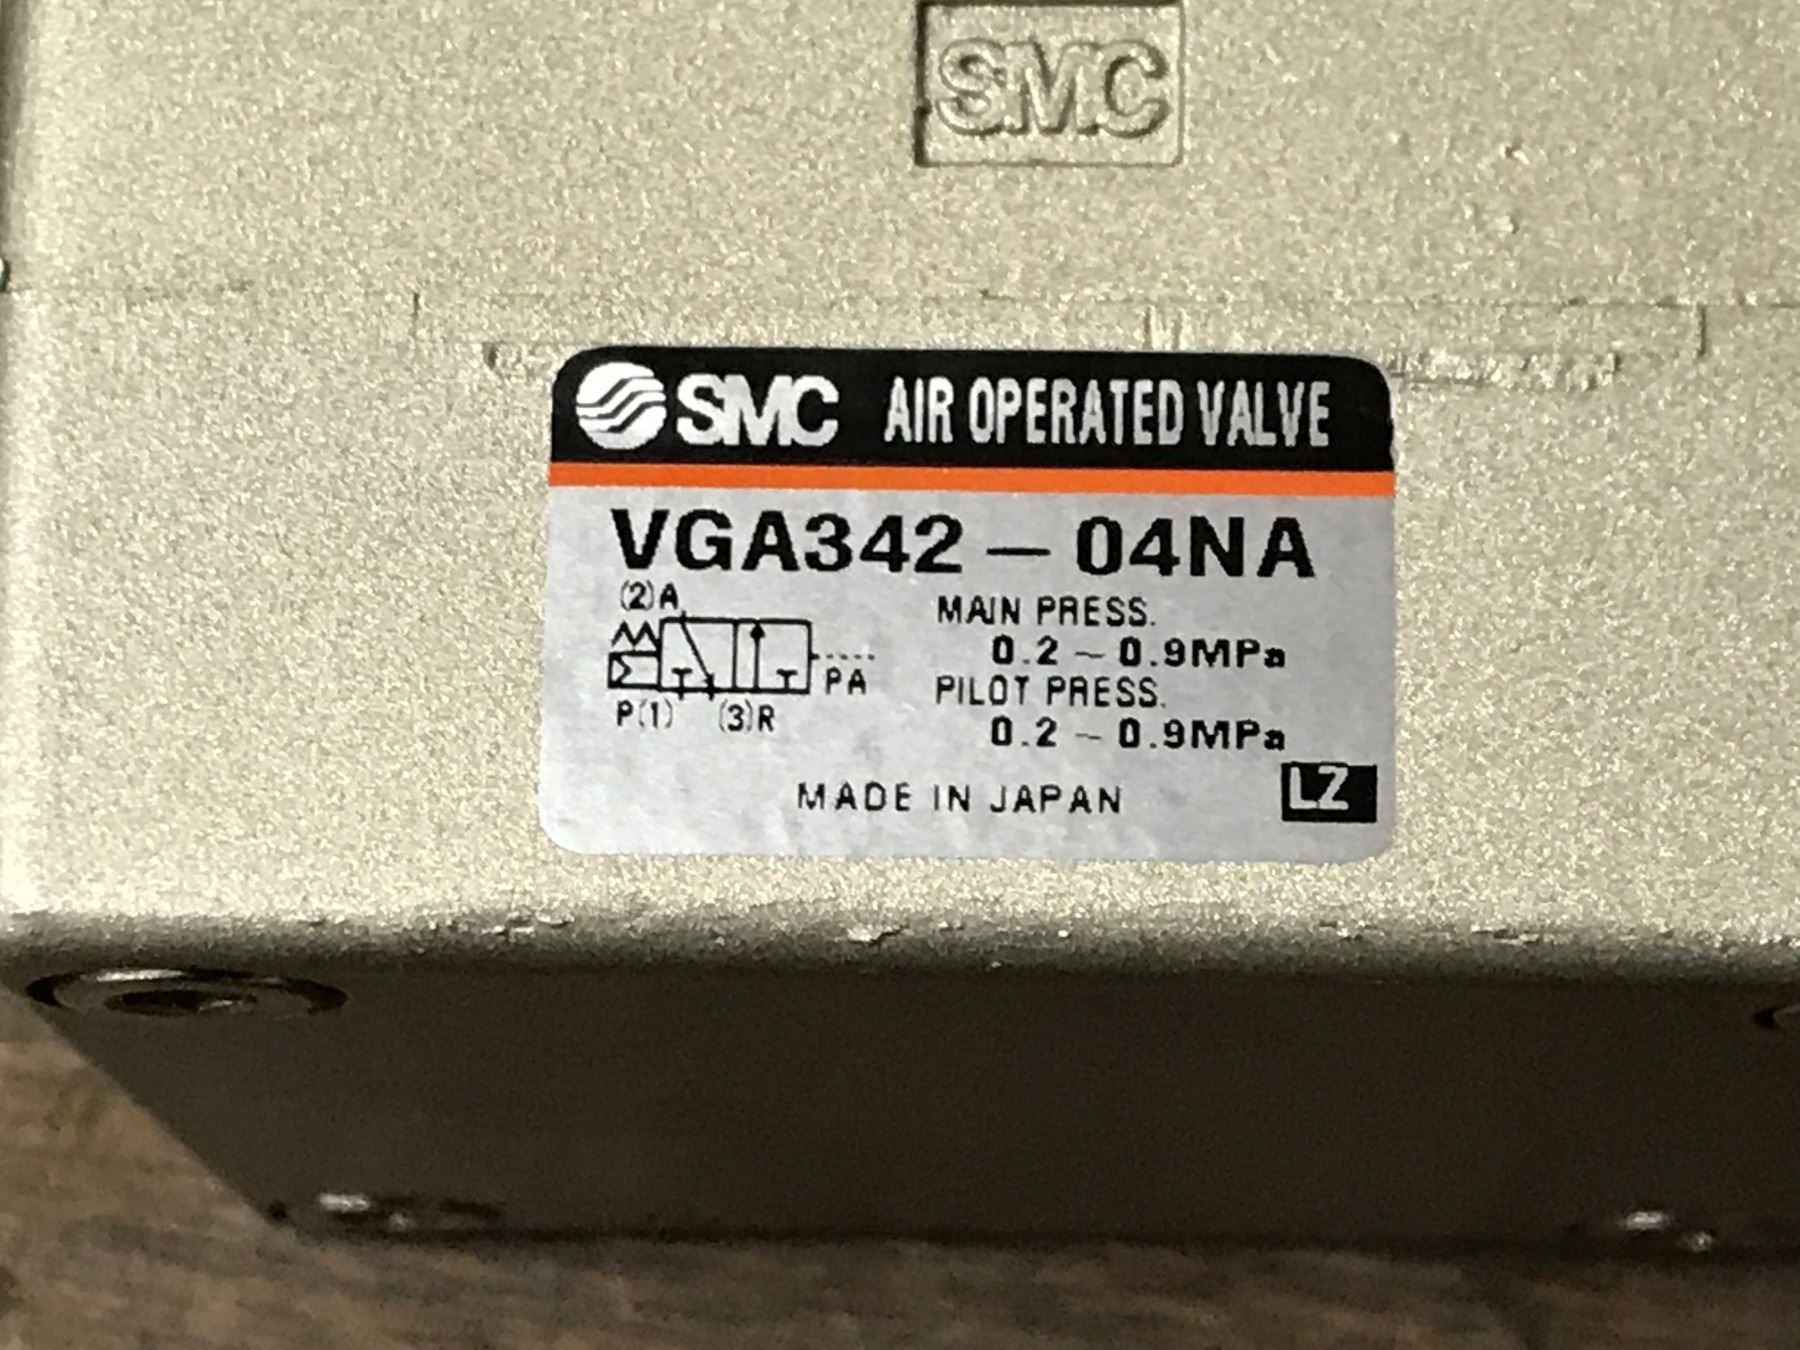 SMC
SMC AIR OPERATED VALVE
VGA342-04NA
(2)A
MAIN PRESS.
0.2~0.9MPa
PA
PILOT PRESS.
P(1) (3)R
0.2~0.9MPa
MADE IN JAPAN
LZ